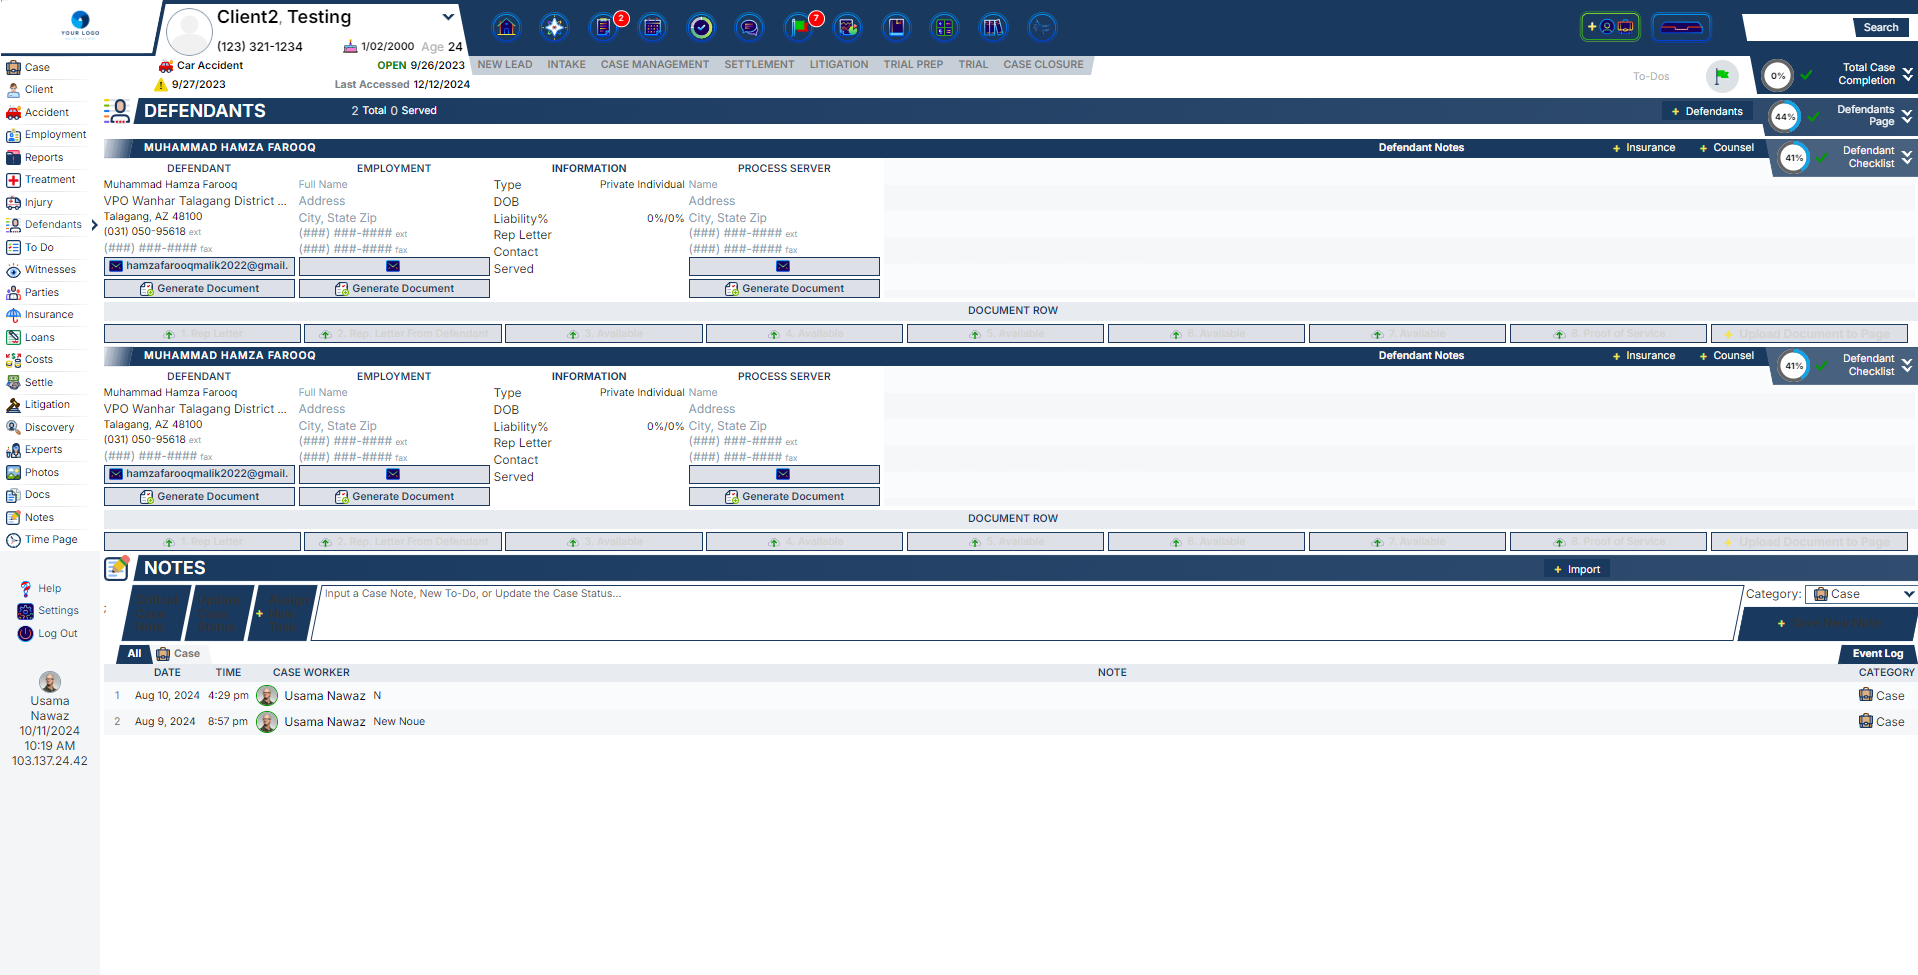 YOUR LOGO
Client2, Testing
(123) 321-1234
1/02/2000 Age 24
Car Accident
OPEN 9/26/2023
9/27/2023
Last Accessed 12/12/2024
2
7
Search
NEW LEAD INTAKE CASE MANAGEMENT SETTLEMENT LITIGATION TRIAL PREP TRIAL CASE CLOSURE
To-Dos
0%
Total Case
Completion
Case
Client
Accident
Employment
Reports
Treatment
Injury
Defendants
To Do
Witnesses
Parties
Insurance
Loans
Costs
Settle
Litigation
Discovery
Experts
Photos
Docs
Notes
Time Page
Help
Settings
Log Out
Usama
Nawaz
10/11/2024
10:19 AM
103.137.24.42
DEFENDANTS
2 Total 0 Served
+ Defendants
44%
Defendants
Page
MUHAMMAD HAMZA FAROOQ
Defendant Notes
+ Insurance
+ Counsel
41%
Defendant
Checklist
DEFENDANT EMPLOYMENT INFORMATION PROCESS SERVER
Muhammad Hamza Farooq Full Name Type Private Individual Name
VPO Wanhar Talagang District ... Address DOB Address
Talagang, AZ 48100 City, State Zip Liability% 0%/0% City, State Zip
(031) 050-95618 ext (###) ###-#### ext Rep Letter (###) ###-#### ext
(###) ###-#### fax (###) ###-#### fax Contact (###) ###-#### fax
hamzafarooqmalik2022@gmail. Served
Generate Document Generate Document Generate Document
DOCUMENT ROW
1. Rep Letter 2. Rep. Letter From Defendant 3. Available 4. Available 5. Available 6. Available 7. Available 8. Proof of Service + Upload Document to Page
MUHAMMAD HAMZA FAROOQ
Defendant Notes
+ Insurance
+ Counsel
41%
Defendant
Checklist
DEFENDANT EMPLOYMENT INFORMATION PROCESS SERVER
Muhammad Hamza Farooq Full Name Type Private Individual Name
VPO Wanhar Talagang District ... Address DOB Address
Talagang, AZ 48100 City, State Zip Liability% 0%/0% City, State Zip
(031) 050-95618 ext (###) ###-#### ext Rep Letter (###) ###-#### ext
(###) ###-#### fax (###) ###-#### fax Contact (###) ###-#### fax
hamzafarooqmalik2022@gmail. Served
Generate Document Generate Document Generate Document
DOCUMENT ROW
1. Rep Letter 2. Rep. Letter From Defendant 3. Available 4. Available 5. Available 6. Available 7. Available 8. Proof of Service + Upload Document to Page
NOTES
+ Import
Input a Case Note, New To-Do, or Update the Case Status...
Category: Case
All Case
Event Log
DATE TIME CASE WORKER NOTE CATEGORY
1 Aug 10, 2024 4:29 pm Usama Nawaz N Case
2 Aug 9, 2024 8:57 pm Usama Nawaz New Noue Case